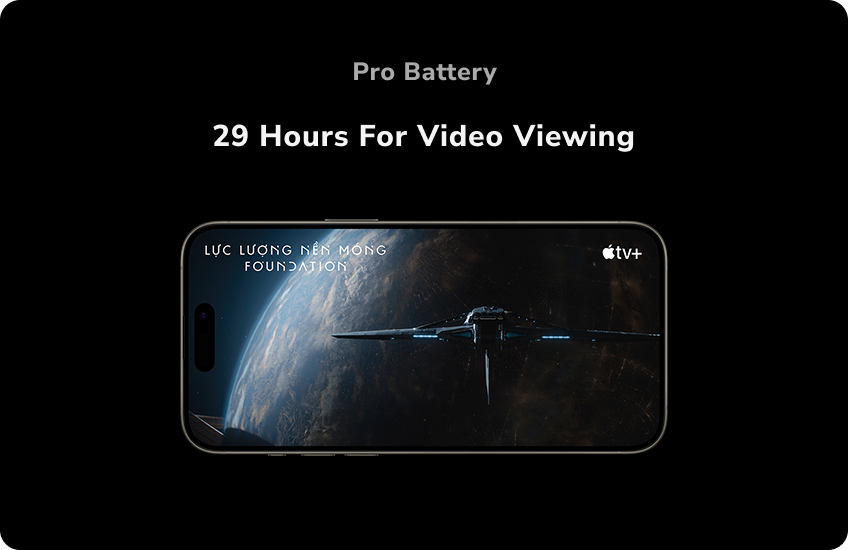 Pro Battery
29 Hours For Video Viewing
LỰC LƯỢNG NỀN MÓNG
FOUNDATION
tv+